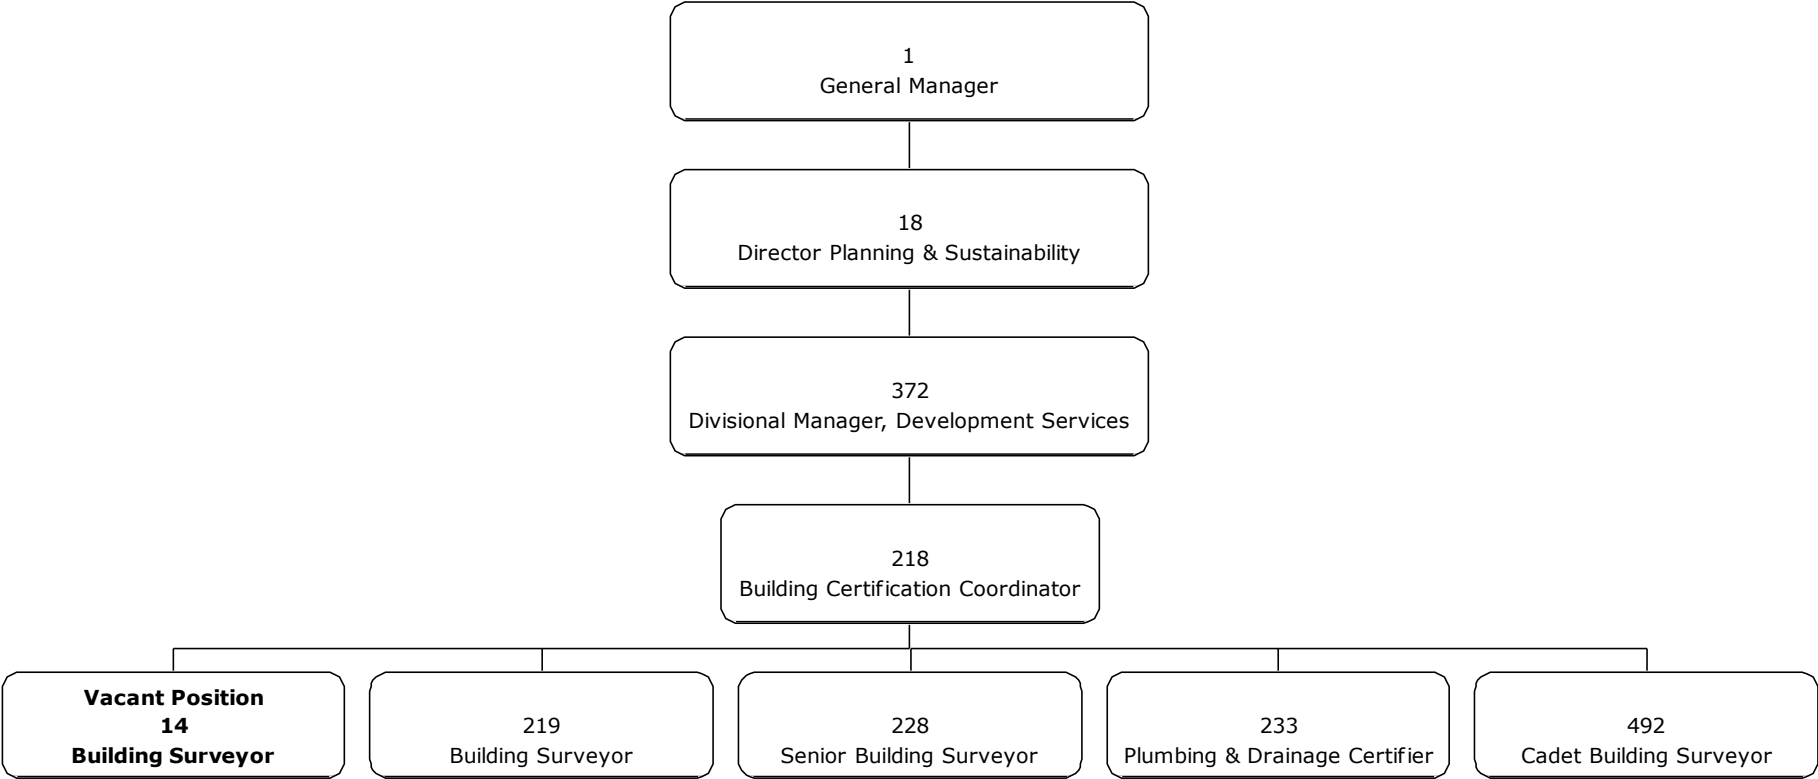 1
General Manager
18
Director Planning & Sustainability
372
Divisional Manager, Development Services
218
Building Certification Coordinator
Vacant Position
14
Building Surveyor
219
Building Surveyor
228
Senior Building Surveyor
233
Plumbing & Drainage Certifier
492
Cadet Building Surveyor